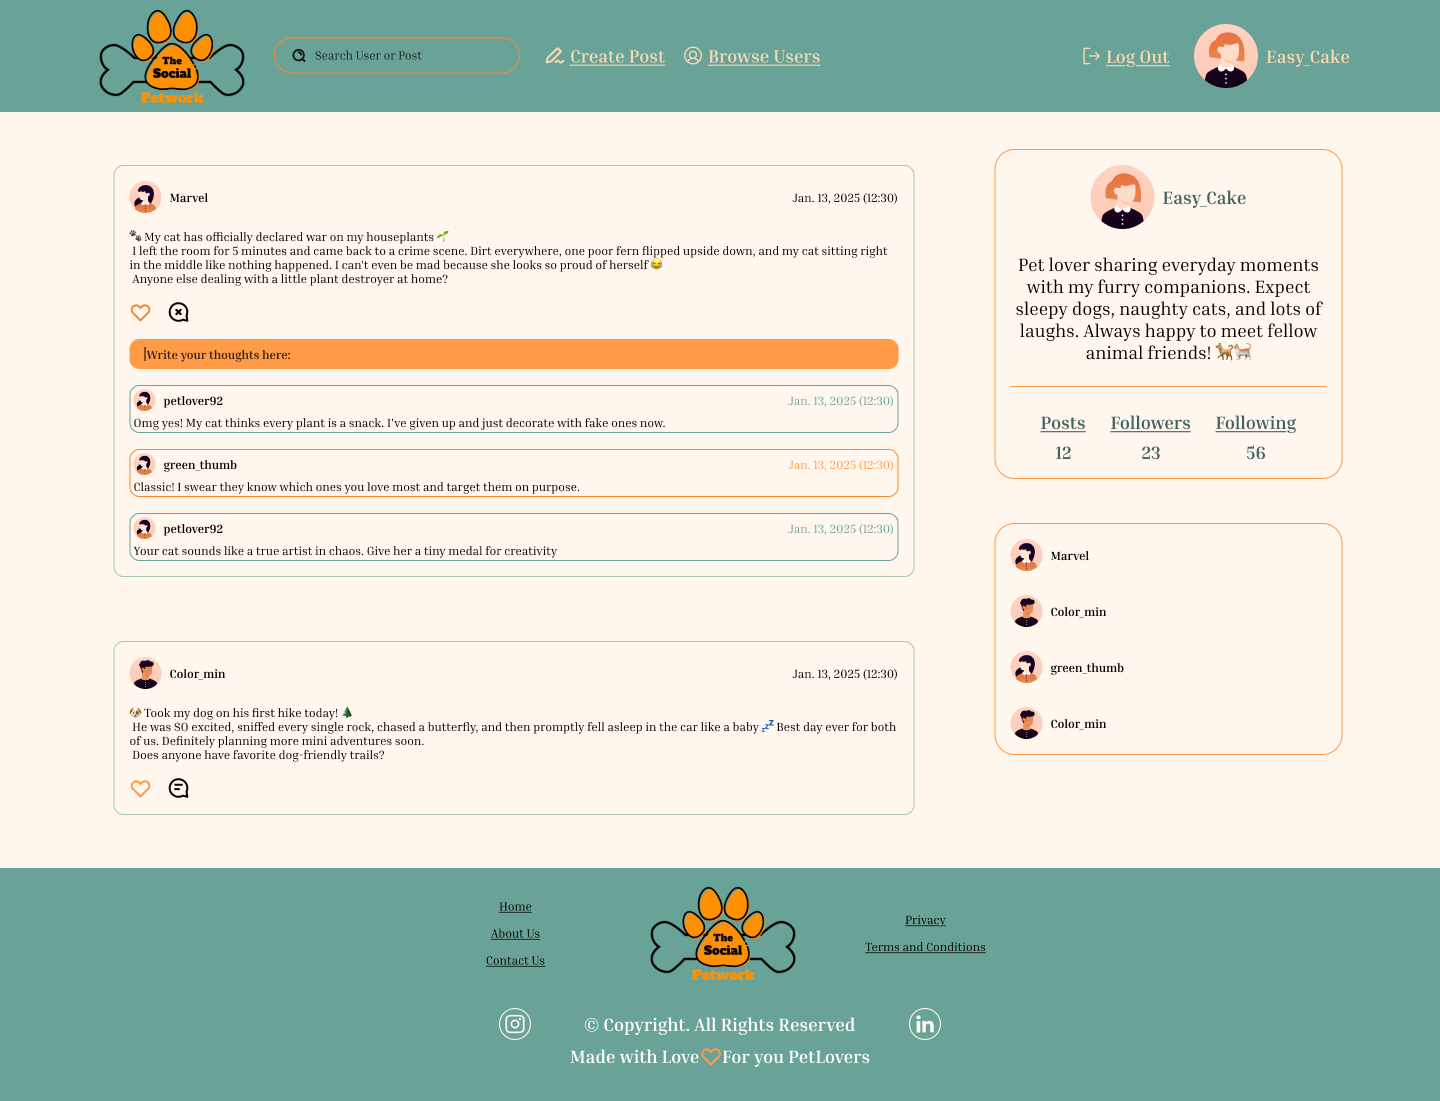 The
Social
Petwork
Search User or Post
Create Post
Browse Users
Log Out
Easy_Cake
Marvel
Jan. 13, 2025 (12:30)
🐾 My cat has officially declared war on my houseplants 🌱
I left the room for 5 minutes and came back to a crime scene. Dirt everywhere, one poor fern flipped upside down, and my cat sitting right
in the middle like nothing happened. I can't even be mad because she looks so proud of herself 😂
Anyone else dealing with a little plant destroyer at home?
Write your thoughts here:
petlover92
Jan. 13, 2025 (12:30)
Omg yes! My cat thinks every plant is a snack. I've given up and just decorate with fake ones now.
green_thumb
Jan. 13, 2025 (12:30)
Classic! I swear they know which ones you love most and target them on purpose.
petlover92
Jan. 13, 2025 (12:30)
Your cat sounds like a true artist in chaos. Give her a tiny medal for creativity
Color_min
Jan. 13, 2025 (12:30)
🐶 Took my dog on his first hike today! 🌲
He was SO excited, sniffed every single rock, chased a butterfly, and then promptly fell asleep in the car like a baby 💤 Best day ever for both
of us. Definitely planning more mini adventures soon.
Does anyone have favorite dog-friendly trails?
Easy_Cake
Pet lover sharing everyday moments
with my furry companions. Expect
sleepy dogs, naughty cats, and lots of
laughs. Always happy to meet fellow
animal friends! 🐕🐈
Posts
Followers
Following
12
23
56
Marvel
Color_min
green_thumb
Color_min
Home
About Us
Contact Us
The
Social
Petwork
Privacy
Terms and Conditions
© Copyright. All Rights Reserved
in
Made with Love
For you PetLovers